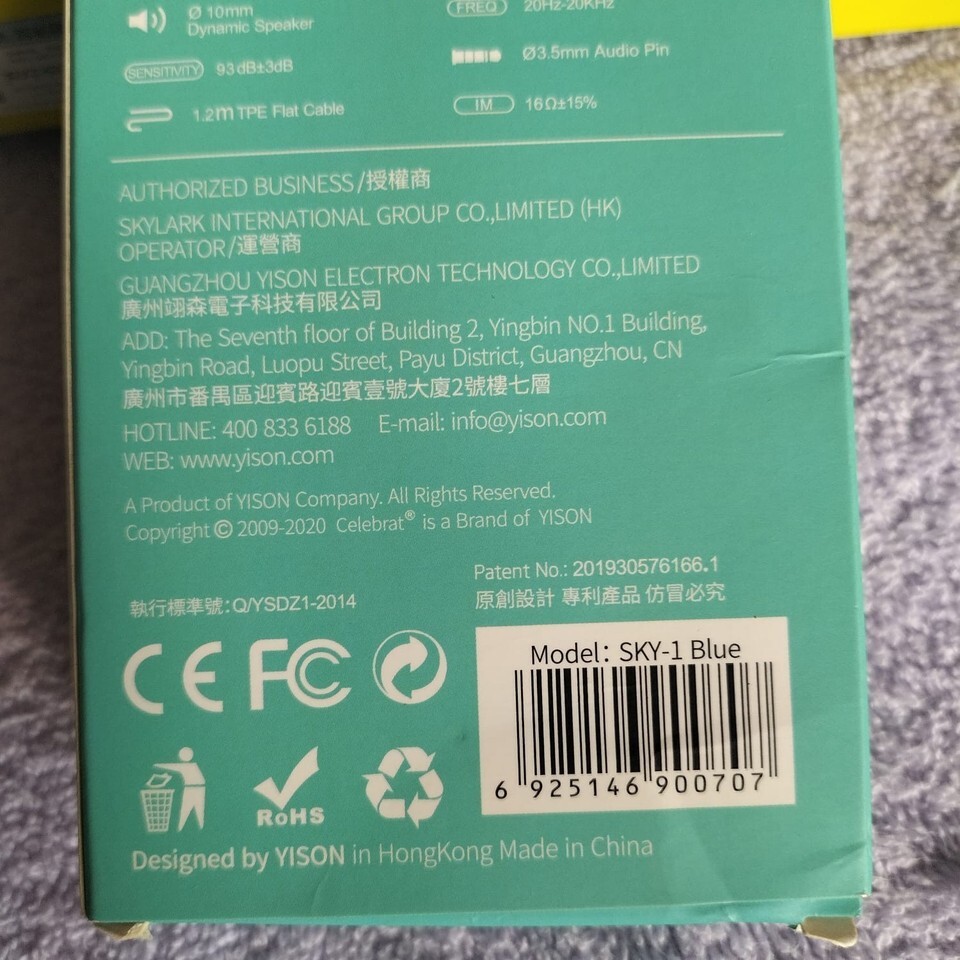 Ø 10mm
Dynamic Speaker
FREQ 20Hz-20KHz
SENSITIVITY 93 dB±3dB
Ø3.5mm Audio Pin
1.2m TPE Flat Cable
IM 16Ω±15%
AUTHORIZED BUSINESS/授權商
SKYLARK INTERNATIONAL GROUP CO.,LIMITED (HK)
OPERATOR/運營商
GUANGZHOU YISON ELECTRON TECHNOLOGY CO.,LIMITED
廣州翊森電子科技有限公司
ADD: The Seventh floor of Building 2, Yingbin NO.1 Building,
Yingbin Road, Luopu Street, Payu District, Guangzhou, CN
廣州市番禺區迎賓路迎賓壹號大廈2號樓七層
HOTLINE: 400 833 6188 E-mail: info@yison.com
WEB: www.yison.com
A Product of YISON Company. All Rights Reserved.
Copyright © 2009-2020 Celebrat® is a Brand of YISON
Patent No.: 201930576166.1
執行標準號:Q/YSDZ1-2014
原創設計 專利產品 仿冒必究
CE FC
Model: SKY-1 Blue
6 925146 900707
RoHS
Designed by YISON in HongKong Made in China